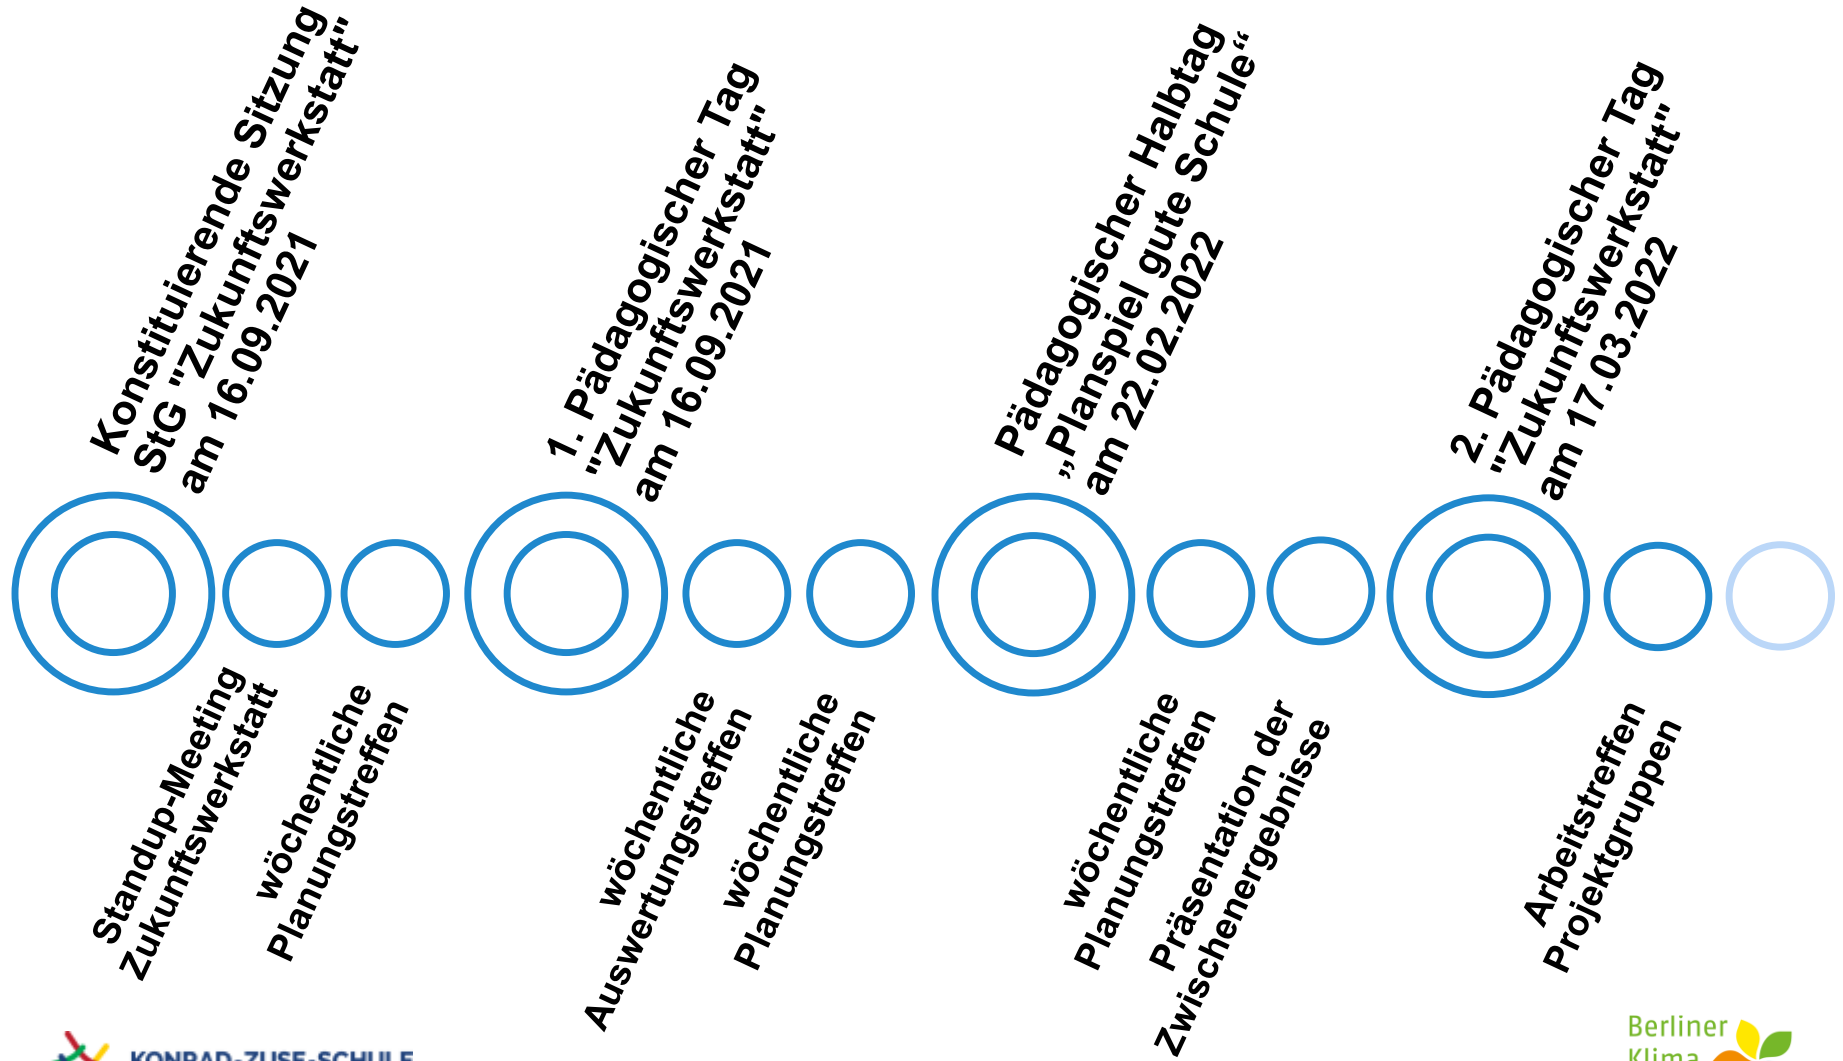 Konstituierende Sitzung
StG "Zukunftswerkstatt"
am 16.09.2021
1. Pädagogischer Tag
"Zukunftswerkstatt"
am 16.09.2021
Pädagogischer Halbtag
„Planspiel gute Schule“
am 22.02.2022
2. Pädagogischer Tag
"Zukunftswerkstatt"
am 17.03.2022
Standup-Meeting
Zukunftswerkstatt
wöchentliche
Planungstreffen
wöchentliche
Auswertungstreffen
wöchentliche
Planungstreffen
wöchentliche
Planungstreffen
Präsentation der
Zwischenergebnisse
Arbeitstreffen
Projektgruppen
KONRAD-ZUSE-SCHULE
Berliner
Klima